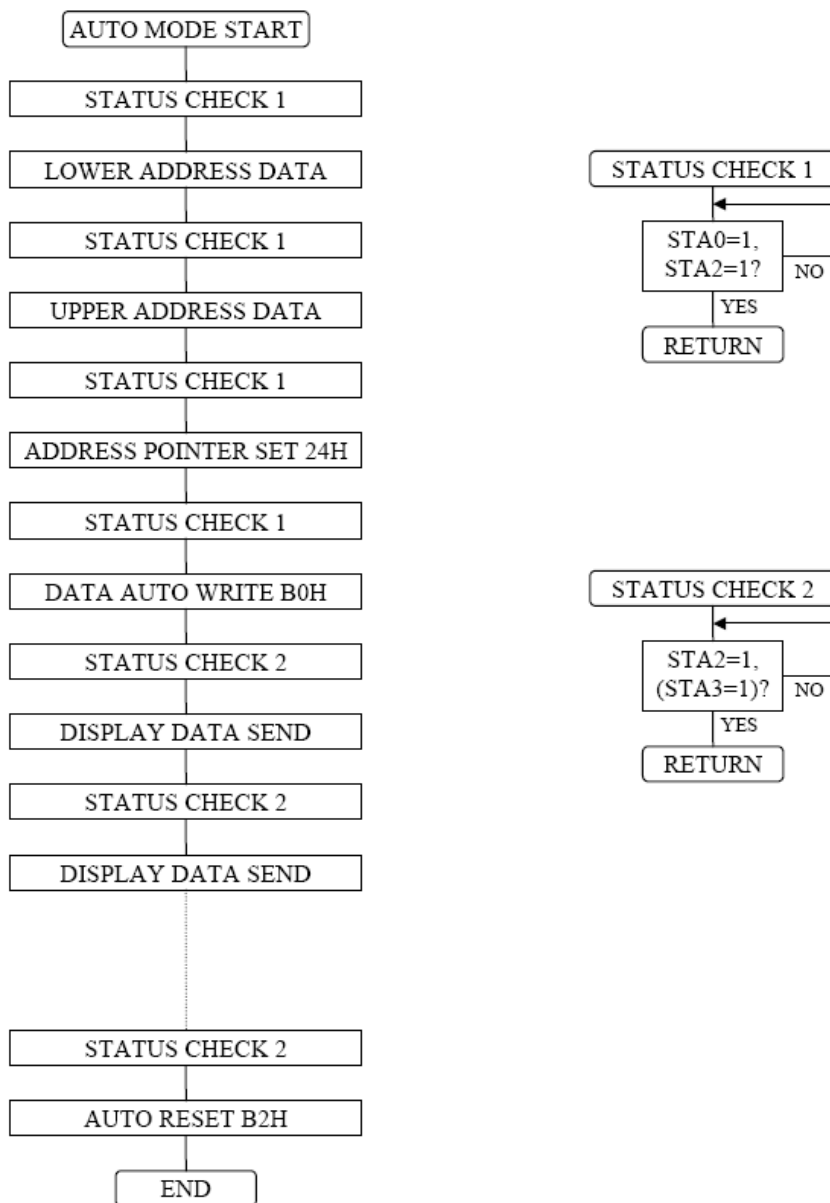 AUTO MODE START
STATUS CHECK 1
LOWER ADDRESS DATA
STATUS CHECK 1
UPPER ADDRESS DATA
STATUS CHECK 1
ADDRESS POINTER SET 24H
STATUS CHECK 1
DATA AUTO WRITE B0H
STATUS CHECK 2
DISPLAY DATA SEND
STATUS CHECK 2
DISPLAY DATA SEND
STATUS CHECK 2
AUTO RESET B2H
END
STATUS CHECK 1
STA0=1,
STA2=1?
NO
YES
RETURN
STATUS CHECK 2
STA2=1,
(STA3=1)?
NO
YES
RETURN